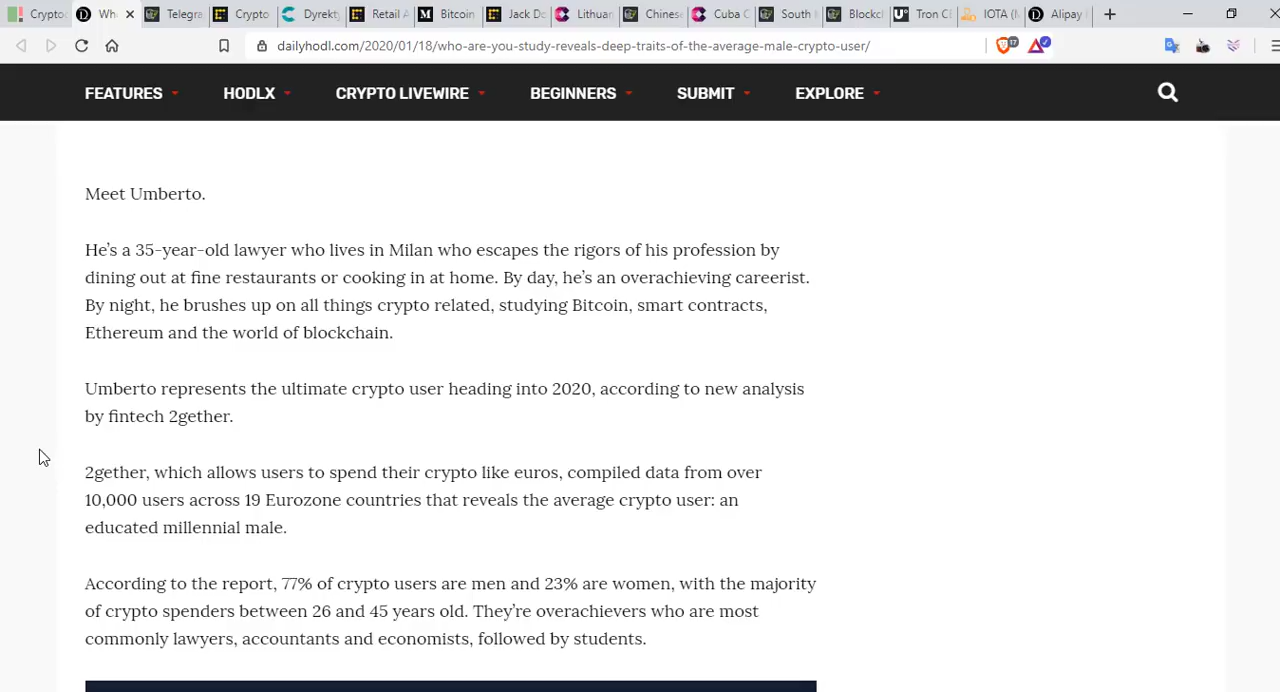 Crypto
Wh
Telegra
Crypto
Dyrekty
Retail A
Bitcoin
Jack Do
Lithuan
Chinese
Cuba C
South K
Blockch
Tron CE
IOTA (M
Alipay I
dailyhodl.com/2020/01/18/who-are-you-study-reveals-deep-traits-of-the-average-male-crypto-user/
17
FEATURES
HODLX
CRYPTO LIVEWIRE
BEGINNERS
SUBMIT
EXPLORE
Meet Umberto.
He's a 35-year-old lawyer who lives in Milan who escapes the rigors of his profession by
dining out at fine restaurants or cooking in at home. By day, he's an overachieving careerist.
By night, he brushes up on all things crypto related, studying Bitcoin, smart contracts,
Ethereum and the world of blockchain.
Umberto represents the ultimate crypto user heading into 2020, according to new analysis
by fintech 2gether.
2gether, which allows users to spend their crypto like euros, compiled data from over
10,000 users across 19 Eurozone countries that reveals the average crypto user: an
educated millennial male.
According to the report, 77% of crypto users are men and 23% are women, with the majority
of crypto spenders between 26 and 45 years old. They're overachievers who are most
commonly lawyers, accountants and economists, followed by students.